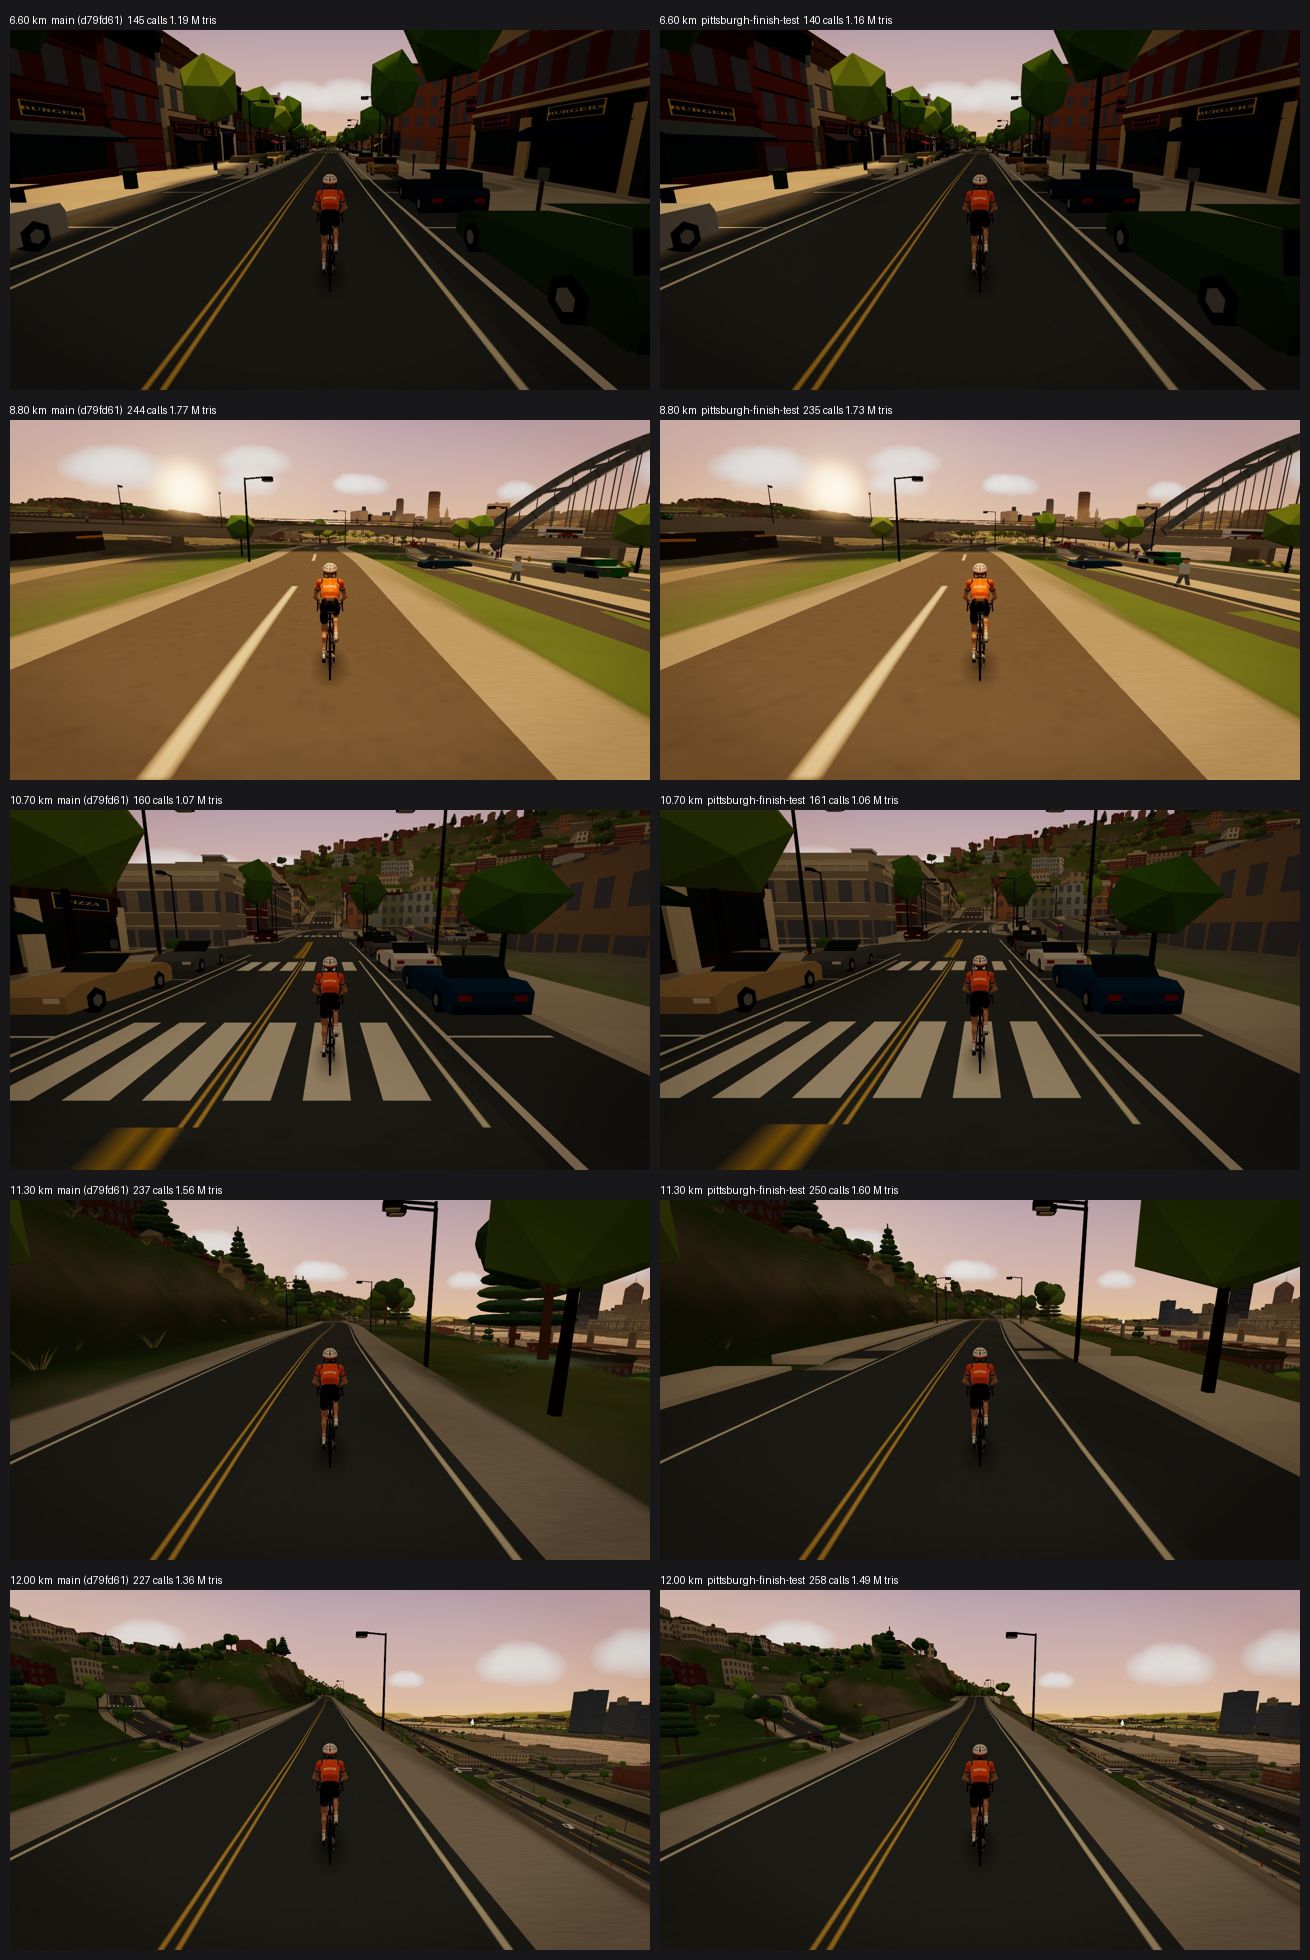 6.60 km main (d79fd61) 145 calls 1.19 M tris
6.60 km pittsburgh-finish-test 140 calls 1.16 M tris
BURGERS
BURGERS
BURGERS
BURGERS
8.80 km main (d79fd61) 244 calls 1.77 M tris
8.80 km pittsburgh-finish-test 235 calls 1.73 M tris
10.70 km main (d79fd61) 160 calls 1.07 M tris
10.70 km pittsburgh-finish-test 161 calls 1.06 M tris
PIZZA
11.30 km main (d79fd61) 237 calls 1.56 M tris
11.30 km pittsburgh-finish-test 250 calls 1.60 M tris
12.00 km main (d79fd61) 227 calls 1.36 M tris
12.00 km pittsburgh-finish-test 258 calls 1.49 M tris